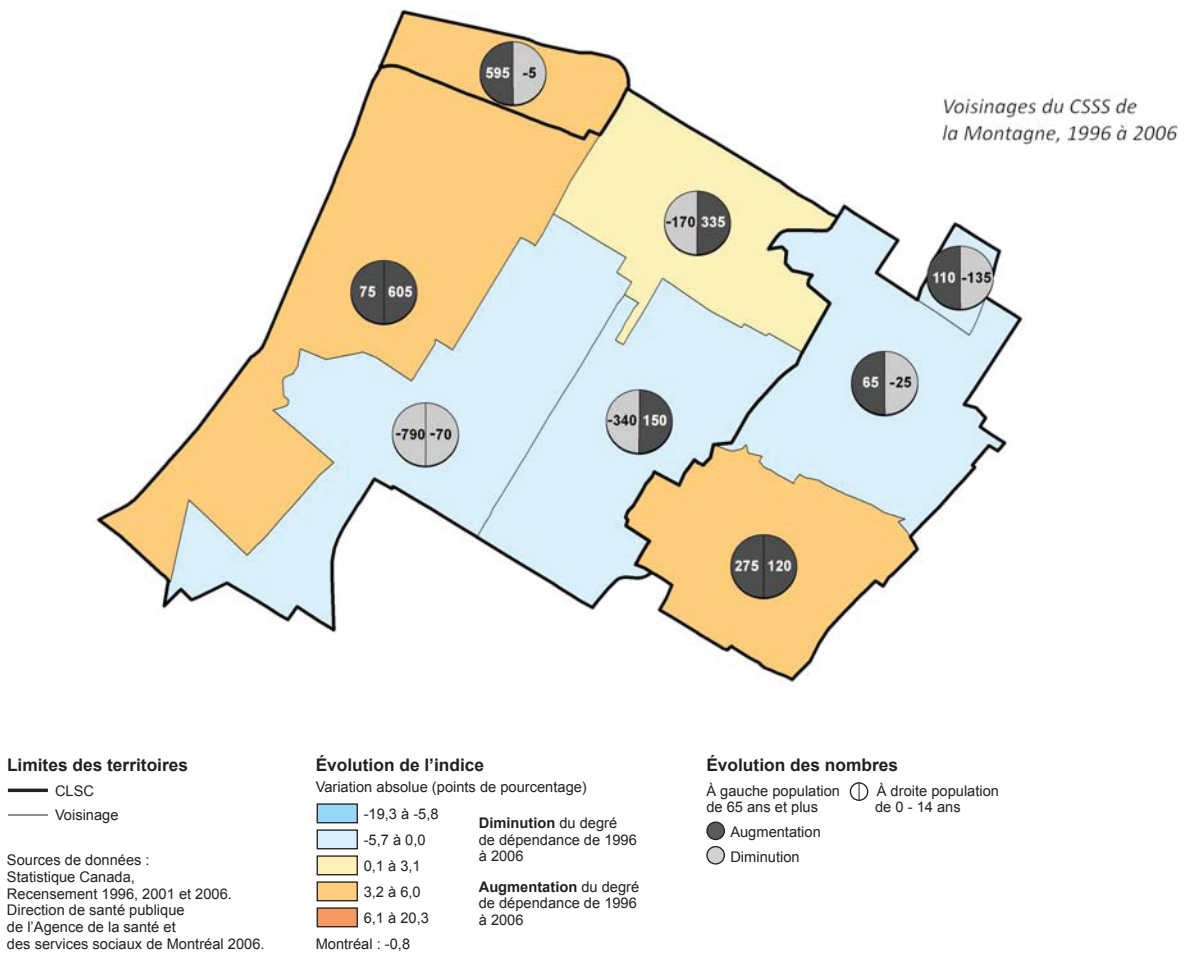 Voisinages du CSSS de
la Montagne, 1996 à 2006
595 -5
-170 335
110 -135
75 605
65 -25
-340 150
-790 -70
275 120
Limites des territoires
CLSC
Voisinage
Sources de données :
Statistique Canada,
Recensement 1996, 2001 et 2006.
Direction de santé publique
de l'Agence de la santé et
des services sociaux de Montréal 2006.
Évolution de l'indice
Variation absolue (points de pourcentage)
-19,3 à -5,8
-5,7 à 0,0
0,1 à 3,1
3,2 à 6,0
6,1 à 20,3
Montréal : -0,8
Diminution du degré
de dépendance de 1996
à 2006
Augmentation du degré
de dépendance de 1996
à 2006
Évolution des nombres
À gauche population
de 65 ans et plus
À droite population
de 0 - 14 ans
Augmentation
Diminution